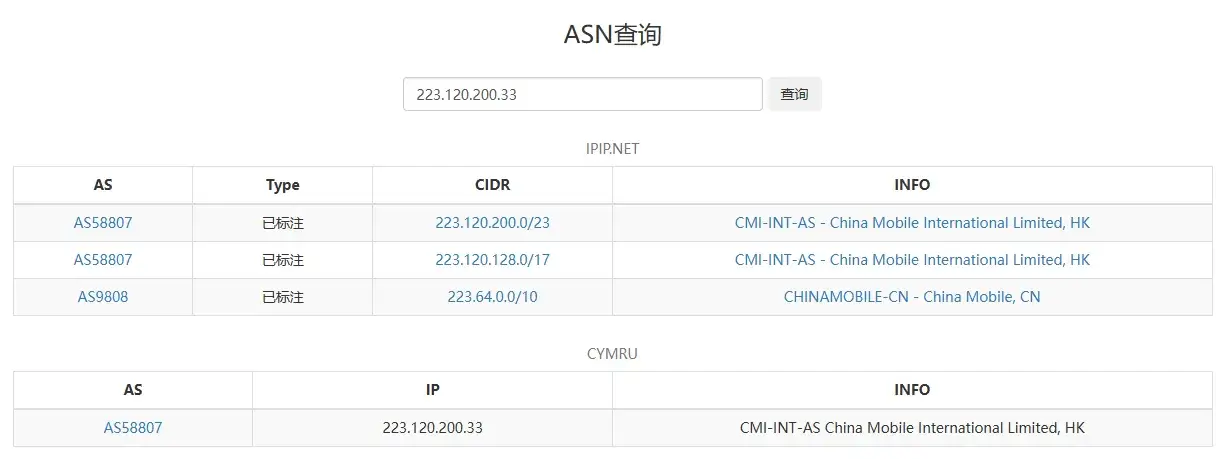 ASN查询
223.120.200.33 查询
IPIP.NET
AS Type CIDR INFO
AS58807 已标注 223.120.200.0/23 CMI-INT-AS - China Mobile International Limited, HK
AS58807 已标注 223.120.128.0/17 CMI-INT-AS - China Mobile International Limited, HK
AS9808 已标注 223.64.0.0/10 CHINAMOBILE-CN - China Mobile, CN
CYMRU
AS IP INFO
AS58807 223.120.200.33 CMI-INT-AS China Mobile International Limited, HK